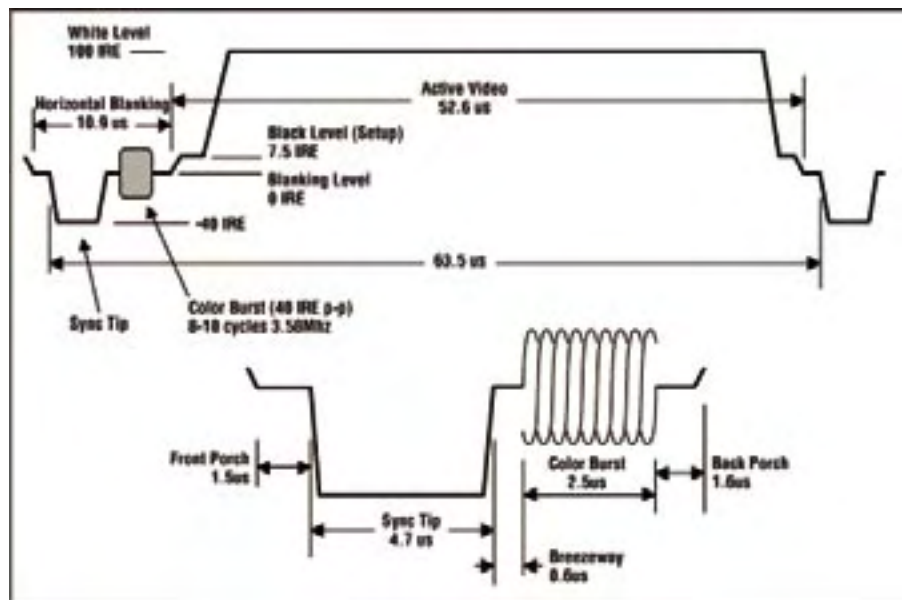 White Level
100 IRE
Horizontal Blanking
10.9 us
Active Video
52.6 us
Black Level (Setup)
7.5 IRE
Blanking Level
0 IRE
-40 IRE
63.5 us
Sync Tip
Color Burst (40 IRE p-p)
8-10 cycles 3.58Mhz
Front Porch
1.5us
Color Burst
2.5us
Back Porch
1.6us
Sync Tip
4.7 us
Breezeway
0.6us